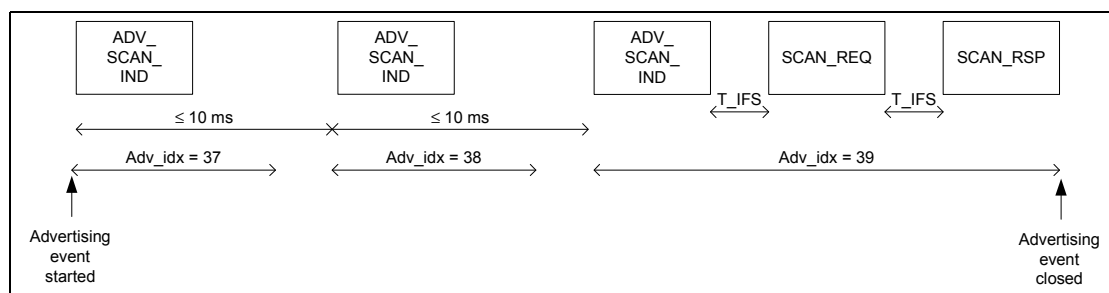 ADV_
SCAN_
IND
ADV_
SCAN_
IND
ADV_
SCAN_
IND
SCAN_REQ
SCAN_RSP
T_IFS
T_IFS
≤ 10 ms
≤ 10 ms
Adv_idx = 37
Adv_idx = 38
Adv_idx = 39
Advertising
event
started
Advertising
event
closed